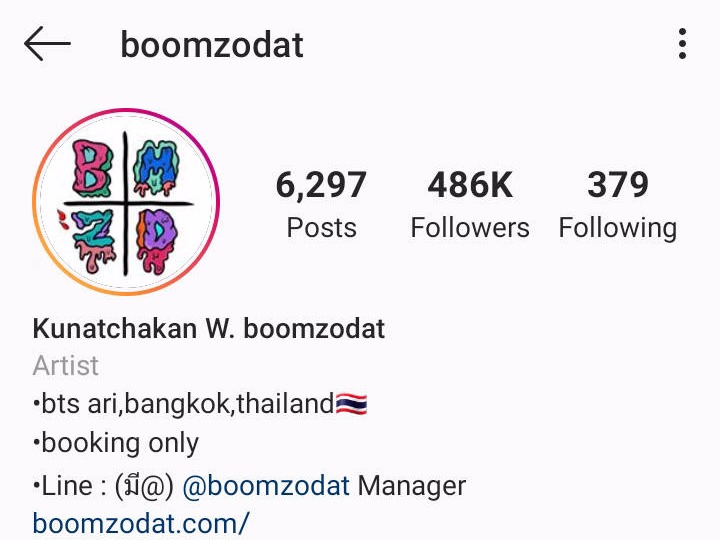 boomzodat
B M
Z D
6,297 486K 379
Posts Followers Following
Kunatchakan W. boomzodat
Artist
•bts ari,bangkok,thailand🇹🇭
•booking only
•Line : (มี@) @boomzodat Manager
boomzodat.com/